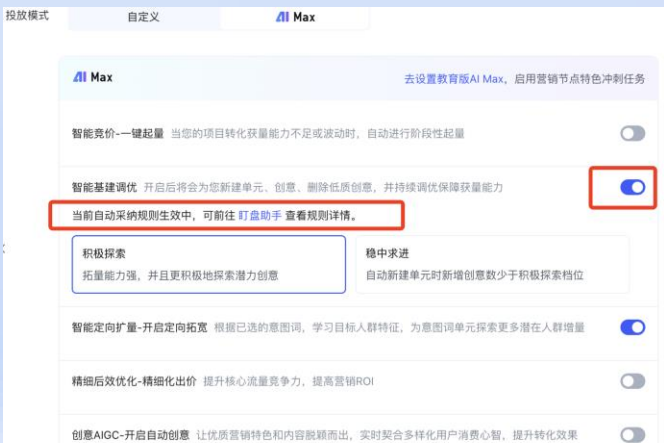 投放模式 自定义 AI Max
AI Max 去设置教育版AI Max，启用营销节点特色冲刺任务
智能竞价-一键起量 当您的项目转化获量能力不足或波动时，自动进行阶段性起量
智能基建调优 开启后将会为您新建单元、创意、删除低质创意，并持续调优保障获量能力
当前自动采纳规则生效中，可前往 盯盘助手 查看规则详情。
积极探索 稳中求进
拓量能力强，并且更积极地探索潜力创意 自动新建单元时新增创意数少于积极探索档位
智能定向扩量-开启定向拓宽 根据已选的意图词，学习目标人群特征，为意图词单元探索更多潜在人群增量
精细后效优化-精细化出价 提升核心流量竞争力，提高营销ROI
创意AIGC-开启自动创意 让优质营销特色和内容脱颖而出，实时契合多样化用户消费心智，提升转化效果